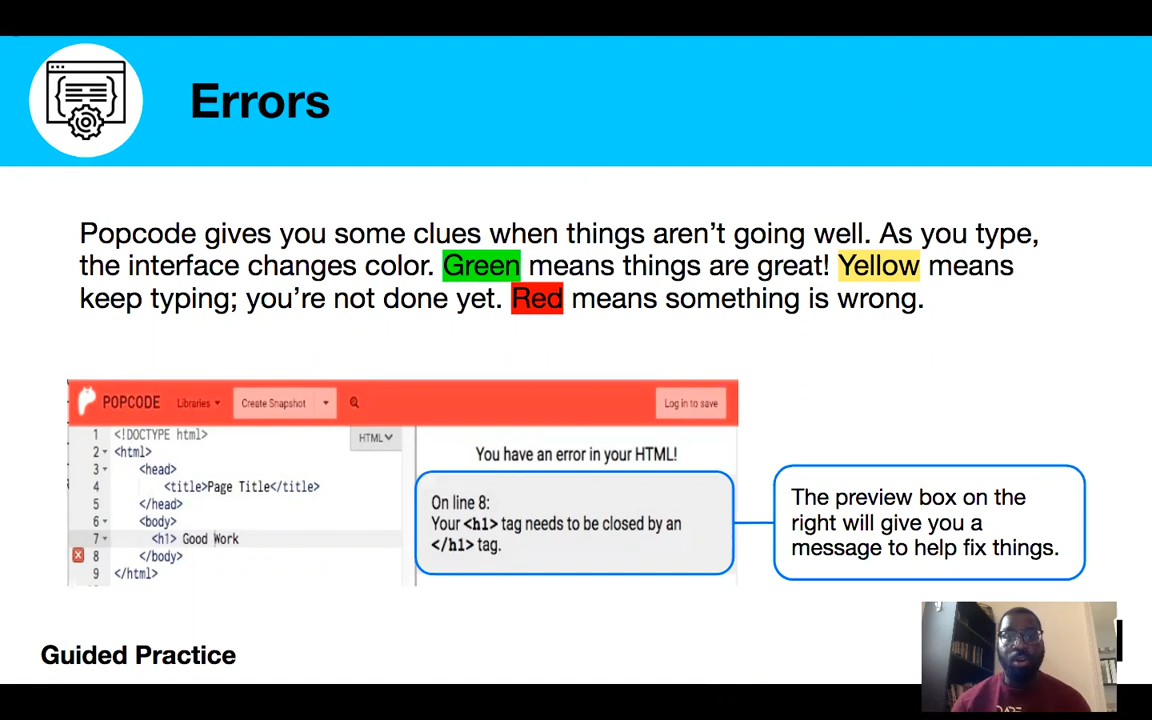 Errors
Popcode gives you some clues when things aren’t going well. As you type,
the interface changes color. Green means things are great! Yellow means
keep typing; you’re not done yet. Red means something is wrong.
POPCODE Libraries Create Snapshot Log in to save
HTML
1 <!DOCTYPE html>
2 <html>
3 <head>
4 <title>Page Title</title>
5 </head>
6 <body>
7 <h1> Good Work
8 </body>
9 </html>
You have an error in your HTML!
On line 8:
Your <h1> tag needs to be closed by an
</h1> tag.
The preview box on the
right will give you a
message to help fix things.
Guided Practice